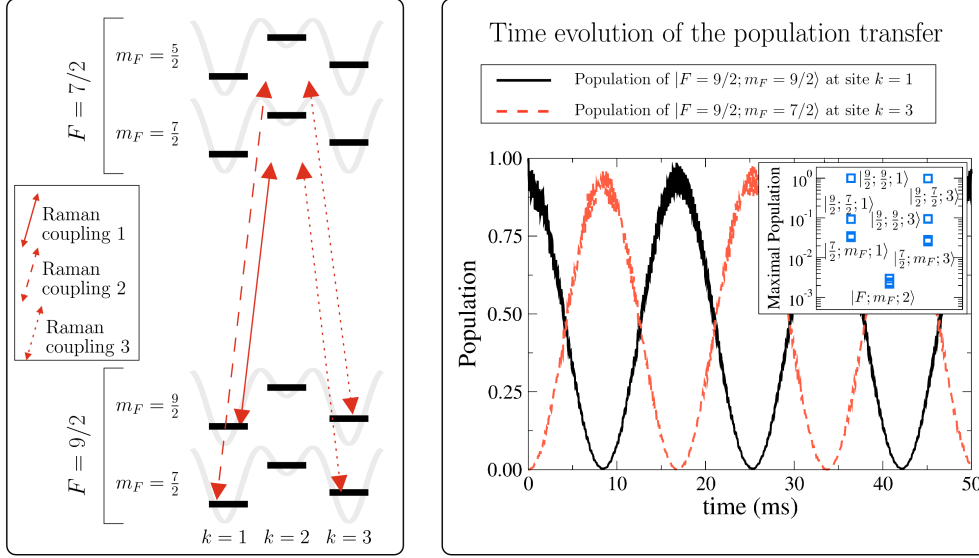 F = 7/2
m_F = 5/2
m_F = 7/2
Raman
coupling 1
Raman
coupling 2
Raman
coupling 3
F = 9/2
m_F = 9/2
m_F = 7/2
k = 1 k = 2 k = 3
Time evolution of the population transfer
Population of |F = 9/2; m_F = 9/2⟩ at site k = 1
Population of |F = 9/2; m_F = 7/2⟩ at site k = 3
Population
1.00
0.75
0.50
0.25
0.00
0 10 20 30 40 50
time (ms)
Maximal Population
10^0
10^-1
10^-2
10^-3
|9/2; 9/2; 1⟩
|9/2; 7/2; 3⟩
|9/2; 7/2; 1⟩
|9/2; 9/2; 3⟩
|7/2; m_F; 1⟩
|7/2; m_F; 3⟩
|F; m_F; 2⟩